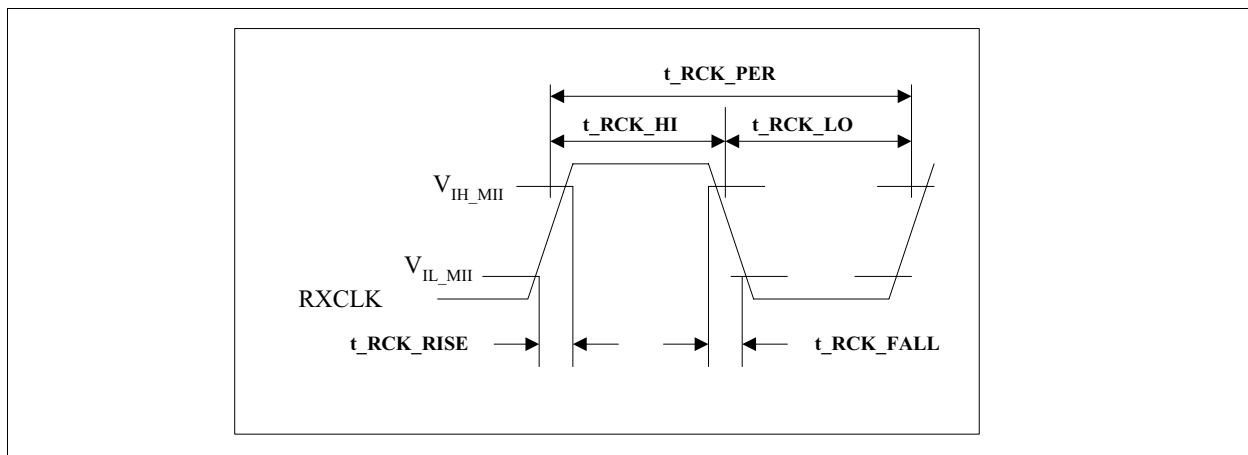 t_RCK_PER
t_RCK_HI t_RCK_LO
V_IH_MII
V_IL_MII
RXCLK
t_RCK_RISE t_RCK_FALL